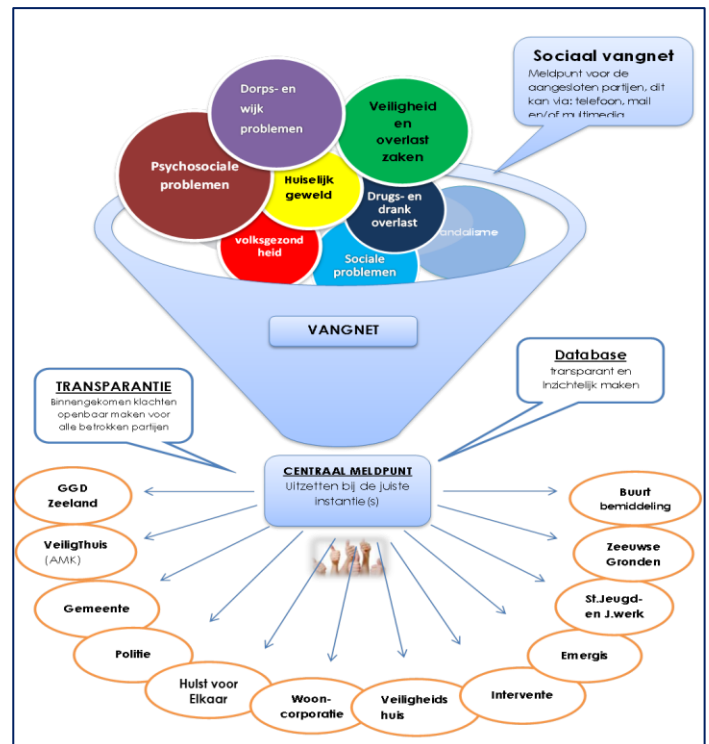 Sociaal vangnet
Meldpunt voor de
aangesloten partijen, dit
kan via: telefoon, mail
en/of multimedia
Dorps- en
wijk
problemen
Veiligheid
en
overlast
zaken
Psychosociale
problemen
Huiselijk
geweld
Drugs- en
drank
overlast
andalisme
volksgezond
heid
Sociale
problemen
VANGNET
TRANSPARANTIE
Binnengekomen klachten
openbaar maken voor
alle betrokken partijen
Database
transparant en
Inzichtelijk maken
CENTRAAL MELDPUNT
Uitzetten bij de juiste
instantie(s)
GGD
Zeeland
VeiligThuis
(AMK)
Gemeente
Politie
Hulst voor
Elkaar
Woon-
corporatie
Veiligheids
huis
Intervente
Emergis
St.Jeugd-
en J.werk
Zeeuwse
Gronden
Buurt
bemiddeling